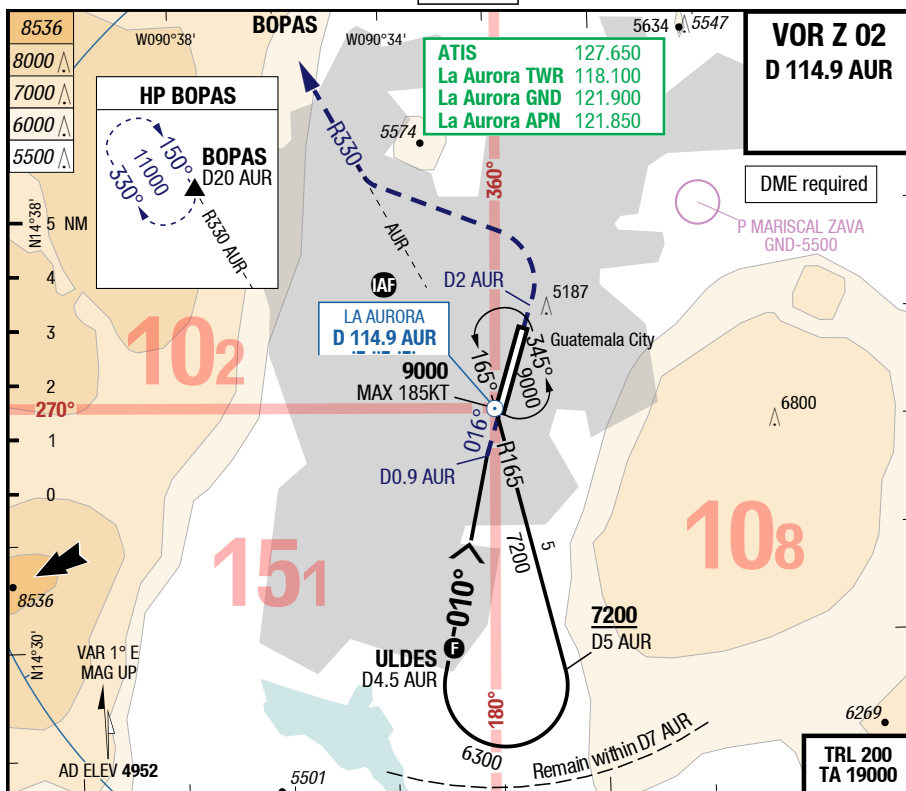 8536
8000
7000
6000
5500
W090°38'
BOPAS
W090°34'
5634
5547
VOR Z 02
D 114.9 AUR
ATIS 127.650
La Aurora TWR 118.100
La Aurora GND 121.900
La Aurora APN 121.850
HP BOPAS
150°
11000
330°
BOPAS
D20 AUR
R330 AUR
R330
5574
360°
DME required
P MARISCAL ZAVA
GND-5500
N14°38'
5 NM
4
3
2
1
0
AUR
IAF
D2 AUR
5187
LA AURORA
D 114.9 AUR
Guatemala City
10 2
9000
MAX 185KT
165°
345°
9000
270°
6800
016°
D0.9 AUR
R165
5
7200
15 1
10 8
8536
010°
7200
D5 AUR
F
ULDES
D4.5 AUR
N14°30'
VAR 1° E
MAG UP
180°
6300
Remain within D7 AUR
6269
AD ELEV 4952
5501
TRL 200
TA 19000